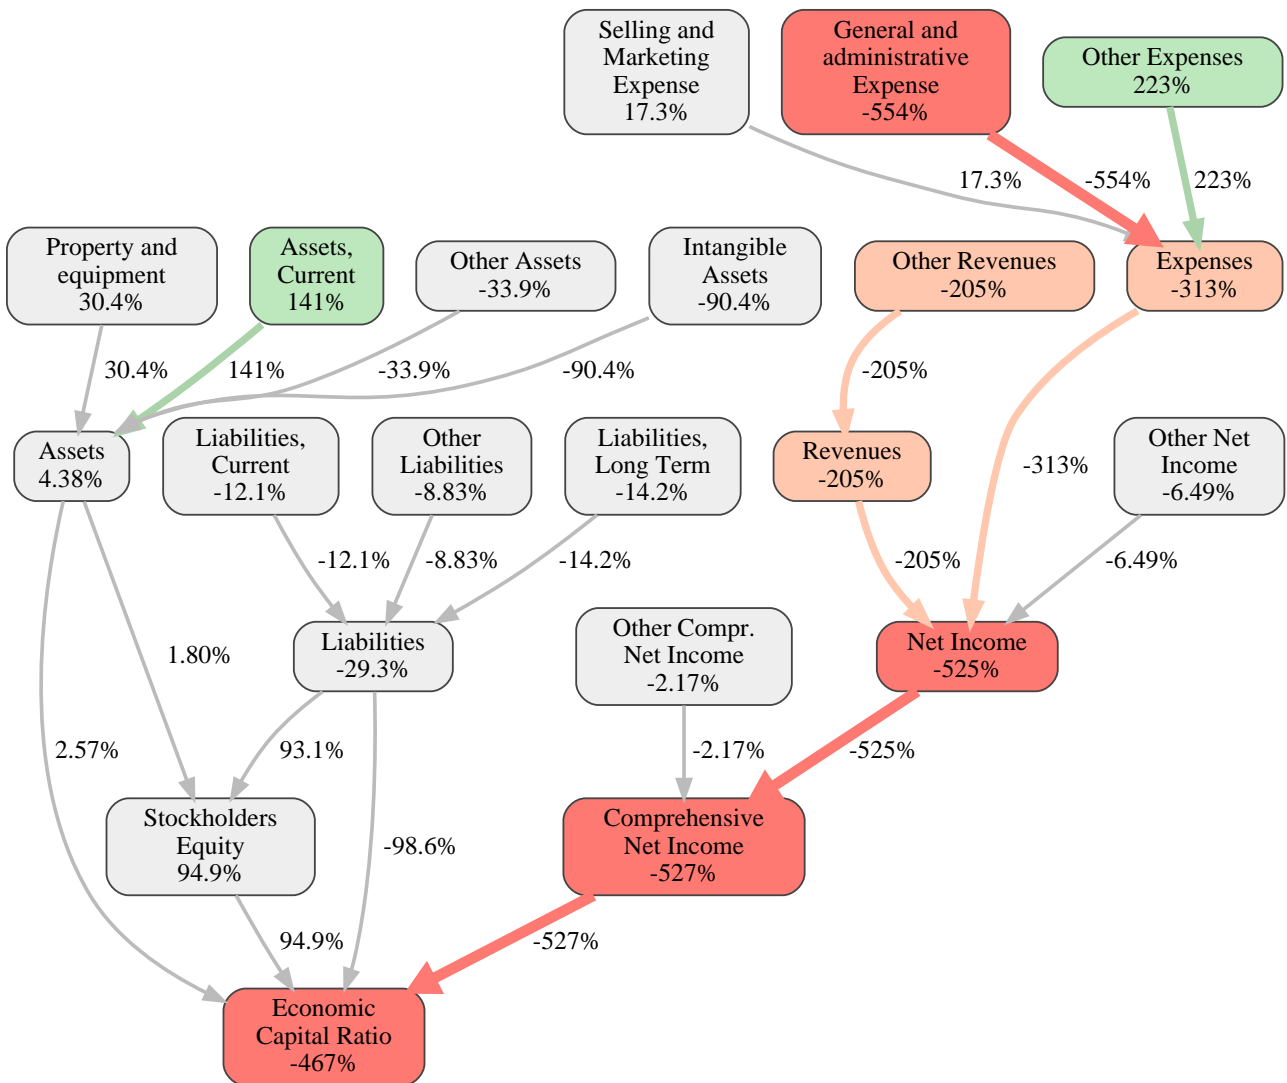 Selling and
Marketing
Expense
17.3%
General and
administrative
Expense
-554%
Other Expenses
223%
17.3%
-554%
223%
Property and
equipment
30.4%
Assets,
Current
141%
Other Assets
-33.9%
Intangible
Assets
-90.4%
Other Revenues
-205%
Expenses
-313%
30.4%
141%
-33.9%
-90.4%
-205%
Assets
4.38%
Liabilities,
Current
-12.1%
Other
Liabilities
-8.83%
Liabilities,
Long Term
-14.2%
Revenues
-205%
-313%
Other Net
Income
-6.49%
-12.1%
-8.83%
-14.2%
-205%
-6.49%
1.80%
Liabilities
-29.3%
Other Compr.
Net Income
-2.17%
Net Income
-525%
2.57%
93.1%
-2.17%
-525%
Stockholders
Equity
94.9%
-98.6%
Comprehensive
Net Income
-527%
94.9%
-527%
Economic
Capital Ratio
-467%